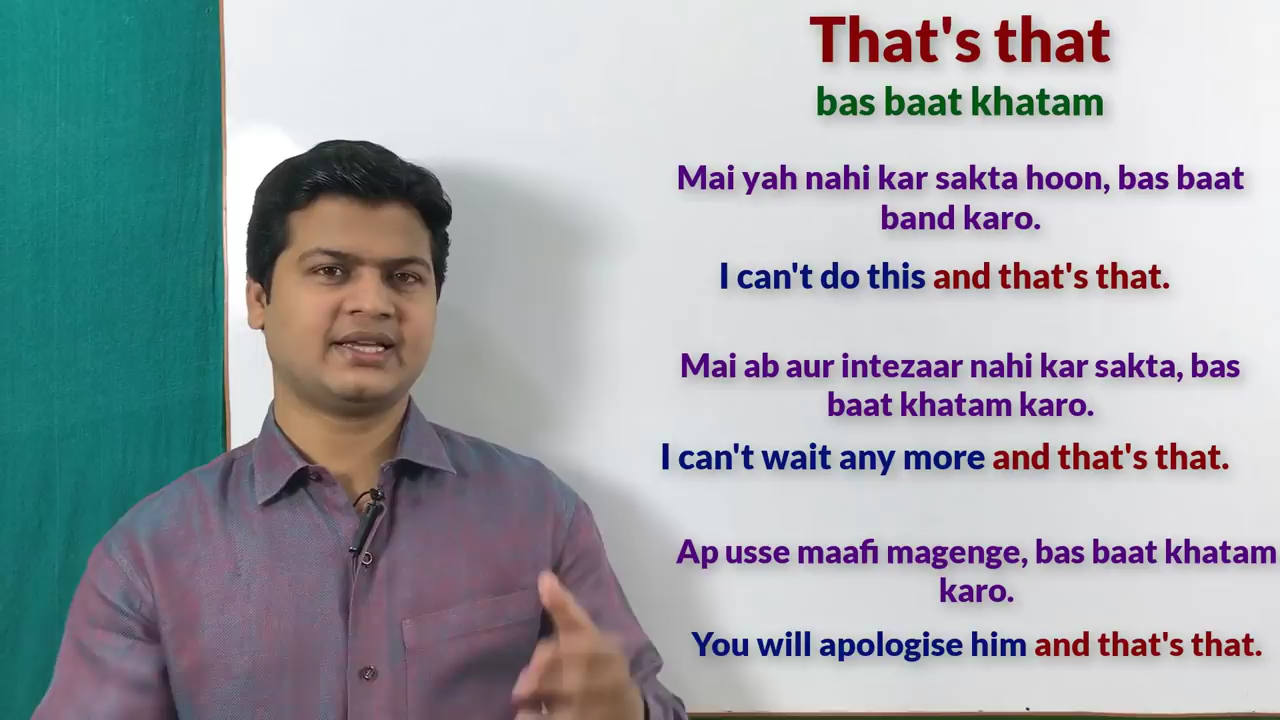 That's that
bas baat khatam
Mai yah nahi kar sakta hoon, bas baat
band karo.
I can't do this and that's that.
Mai ab aur intezaar nahi kar sakta, bas
baat khatam karo.
I can't wait any more and that's that.
Ap usse maafi magenge, bas baat khatam
karo.
You will apologise him and that's that.